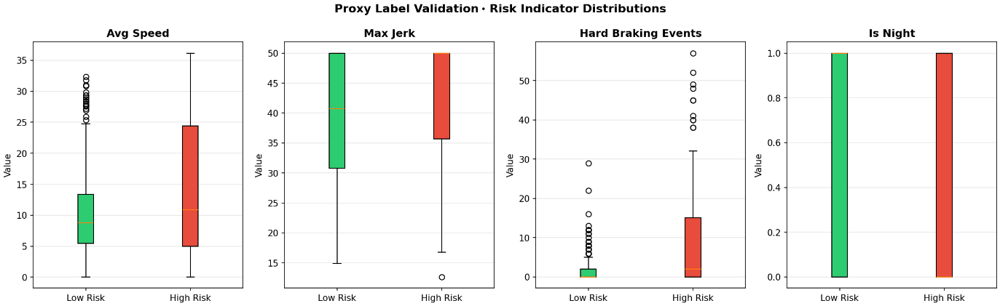 Proxy Label Validation · Risk Indicator Distributions
Avg Speed
Value
35
30
25
20
15
10
5
0
Low Risk High Risk
Max Jerk
Value
50
45
40
35
30
25
20
15
Low Risk High Risk
Hard Braking Events
Value
50
40
30
20
10
0
Low Risk High Risk
Is Night
Value
1.0
0.8
0.6
0.4
0.2
0.0
Low Risk High Risk